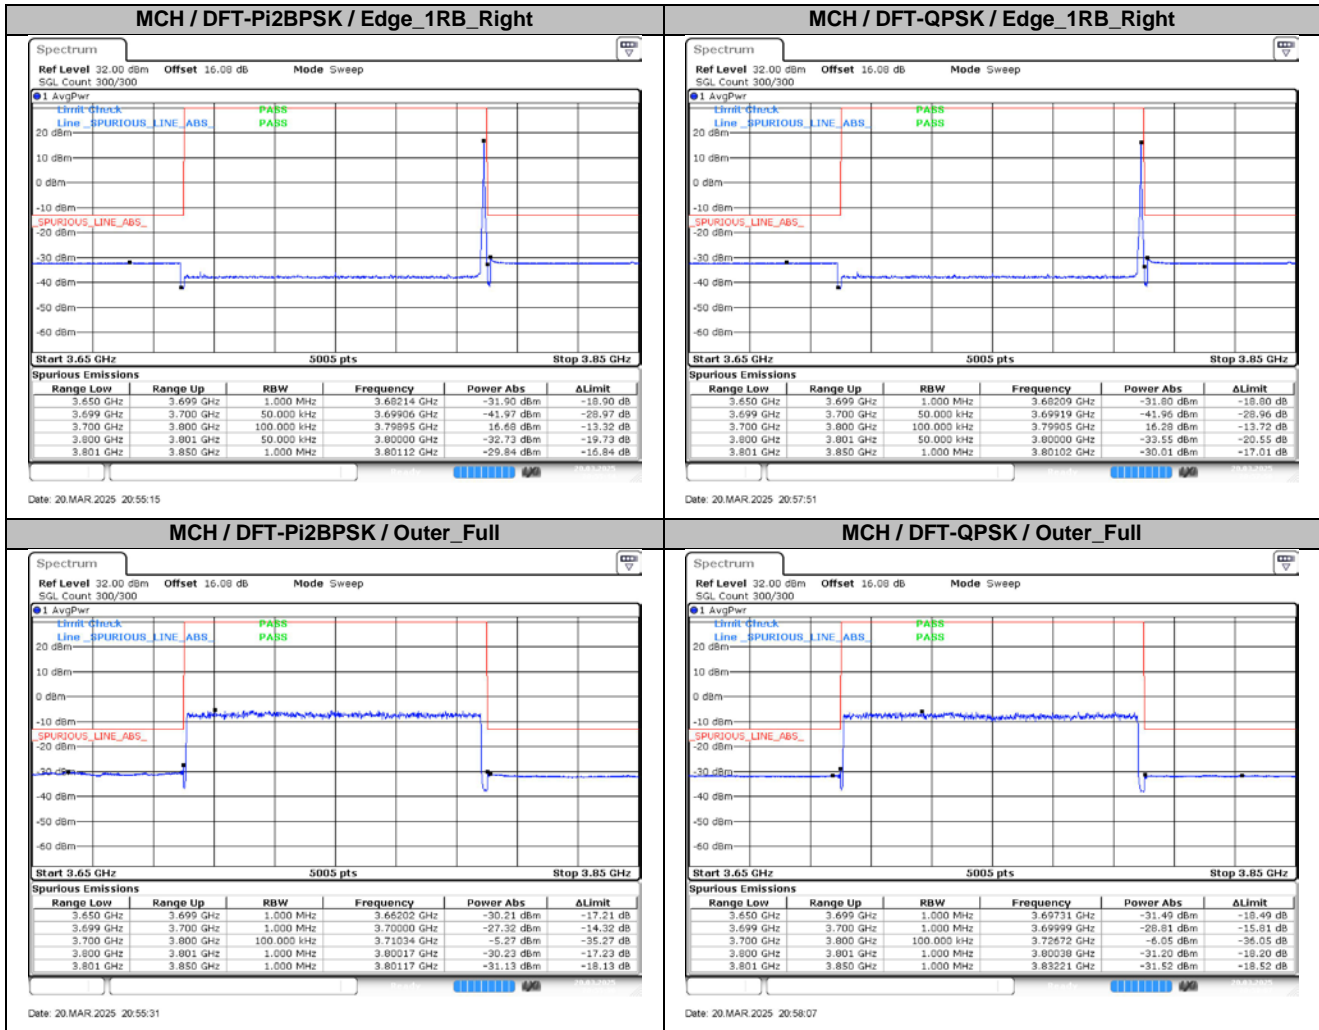 MCH / DFT-Pi2BPSK / Edge_1RB_Right
Spectrum
Ref Level 32.00 dBm Offset 16.08 dB Mode Sweep
SGL Count 300/300
1 AvgPwr
Limit Check PASS
Line _SPURIOUS_LINE_ABS_ PASS
20 dBm
10 dBm
0 dBm
-10 dBm
_SPURIOUS_LINE_ABS_
-20 dBm
-30 dBm
-40 dBm
-50 dBm
-60 dBm
Start 3.65 GHz 5005 pts Stop 3.85 GHz
Spurious Emissions
Range Low Range Up RBW Frequency Power Abs ΔLimit
3.650 GHz 3.699 GHz 1.000 MHz 3.68214 GHz -31.90 dBm -18.90 dB
3.699 GHz 3.700 GHz 50.000 kHz 3.69906 GHz -41.97 dBm -28.97 dB
3.700 GHz 3.800 GHz 100.000 kHz 3.79895 GHz 16.68 dBm -13.32 dB
3.800 GHz 3.801 GHz 50.000 kHz 3.80000 GHz -32.73 dBm -19.73 dB
3.801 GHz 3.850 GHz 1.000 MHz 3.80112 GHz -29.84 dBm -16.84 dB
Date: 20.MAR.2025 20:55:15
MCH / DFT-QPSK / Edge_1RB_Right
Spectrum
Ref Level 32.00 dBm Offset 16.08 dB Mode Sweep
SGL Count 300/300
1 AvgPwr
Limit Check PASS
Line _SPURIOUS_LINE_ABS_ PASS
20 dBm
10 dBm
0 dBm
-10 dBm
_SPURIOUS_LINE_ABS_
-20 dBm
-30 dBm
-40 dBm
-50 dBm
-60 dBm
Start 3.65 GHz 5005 pts Stop 3.85 GHz
Spurious Emissions
Range Low Range Up RBW Frequency Power Abs ΔLimit
3.650 GHz 3.699 GHz 1.000 MHz 3.68209 GHz -31.80 dBm -18.80 dB
3.699 GHz 3.700 GHz 50.000 kHz 3.69919 GHz -41.96 dBm -28.96 dB
3.700 GHz 3.800 GHz 100.000 kHz 3.79905 GHz 16.28 dBm -13.72 dB
3.800 GHz 3.801 GHz 50.000 kHz 3.80000 GHz -33.55 dBm -20.55 dB
3.801 GHz 3.850 GHz 1.000 MHz 3.80102 GHz -30.01 dBm -17.01 dB
Date: 20.MAR.2025 20:57:51
MCH / DFT-Pi2BPSK / Outer_Full
Spectrum
Ref Level 32.00 dBm Offset 16.08 dB Mode Sweep
SGL Count 300/300
1 AvgPwr
Limit Check PASS
Line _SPURIOUS_LINE_ABS_ PASS
20 dBm
10 dBm
0 dBm
-10 dBm
_SPURIOUS_LINE_ABS_
-20 dBm
-30 dBm
-40 dBm
-50 dBm
-60 dBm
Start 3.65 GHz 5005 pts Stop 3.85 GHz
Spurious Emissions
Range Low Range Up RBW Frequency Power Abs ΔLimit
3.650 GHz 3.699 GHz 1.000 MHz 3.66202 GHz -30.21 dBm -17.21 dB
3.699 GHz 3.700 GHz 1.000 MHz 3.70000 GHz -27.32 dBm -14.32 dB
3.700 GHz 3.800 GHz 100.000 kHz 3.71034 GHz -5.27 dBm -35.27 dB
3.800 GHz 3.801 GHz 1.000 MHz 3.80017 GHz -30.23 dBm -17.23 dB
3.801 GHz 3.850 GHz 1.000 MHz 3.80117 GHz -31.13 dBm -18.13 dB
Date: 20.MAR.2025 20:55:31
MCH / DFT-QPSK / Outer_Full
Spectrum
Ref Level 32.00 dBm Offset 16.08 dB Mode Sweep
SGL Count 300/300
1 AvgPwr
Limit Check PASS
Line _SPURIOUS_LINE_ABS_ PASS
20 dBm
10 dBm
0 dBm
-10 dBm
_SPURIOUS_LINE_ABS_
-20 dBm
-30 dBm
-40 dBm
-50 dBm
-60 dBm
Start 3.65 GHz 5005 pts Stop 3.85 GHz
Spurious Emissions
Range Low Range Up RBW Frequency Power Abs ΔLimit
3.650 GHz 3.699 GHz 1.000 MHz 3.69731 GHz -31.49 dBm -18.49 dB
3.699 GHz 3.700 GHz 1.000 MHz 3.69999 GHz -28.81 dBm -15.81 dB
3.700 GHz 3.800 GHz 100.000 kHz 3.72672 GHz -6.05 dBm -36.05 dB
3.800 GHz 3.801 GHz 1.000 MHz 3.80038 GHz -31.20 dBm -18.20 dB
3.801 GHz 3.850 GHz 1.000 MHz 3.83221 GHz -31.52 dBm -18.52 dB
Date: 20.MAR.2025 20:58:07